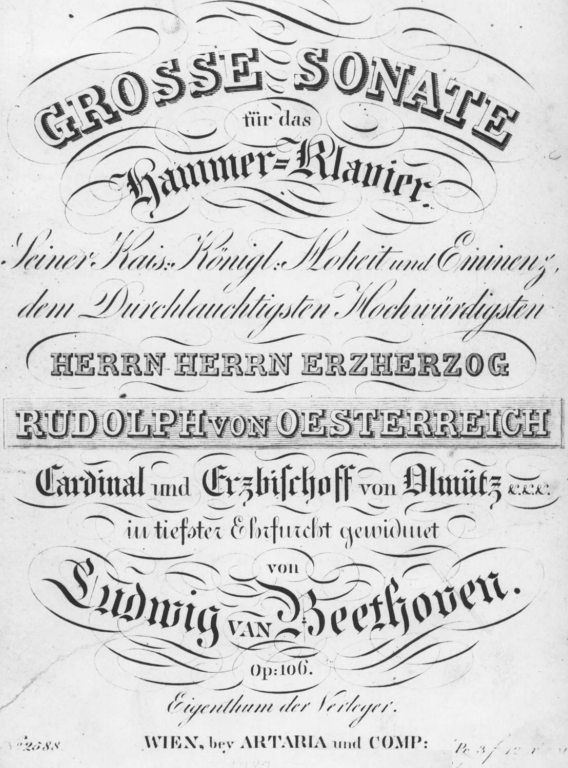 GROSSE SONATE
für das
Hammer=Klavier.
Seiner Kais: Königl: Hoheit und Eminenz,
dem Durchlauchtigsten Hochwürdigsten
HERRN HERRN ERZHERZOG
RUDOLPH VON OESTERREICH
Cardinal und Erzbischoff von Olmütz &.&.&.
in tiefster Ehrfurcht gewidmet
von
Ludwig VAN Beethoven.
Op: 106.
Eigenthum der Verleger.
2588.
WIEN, bey ARTARIA und COMP: